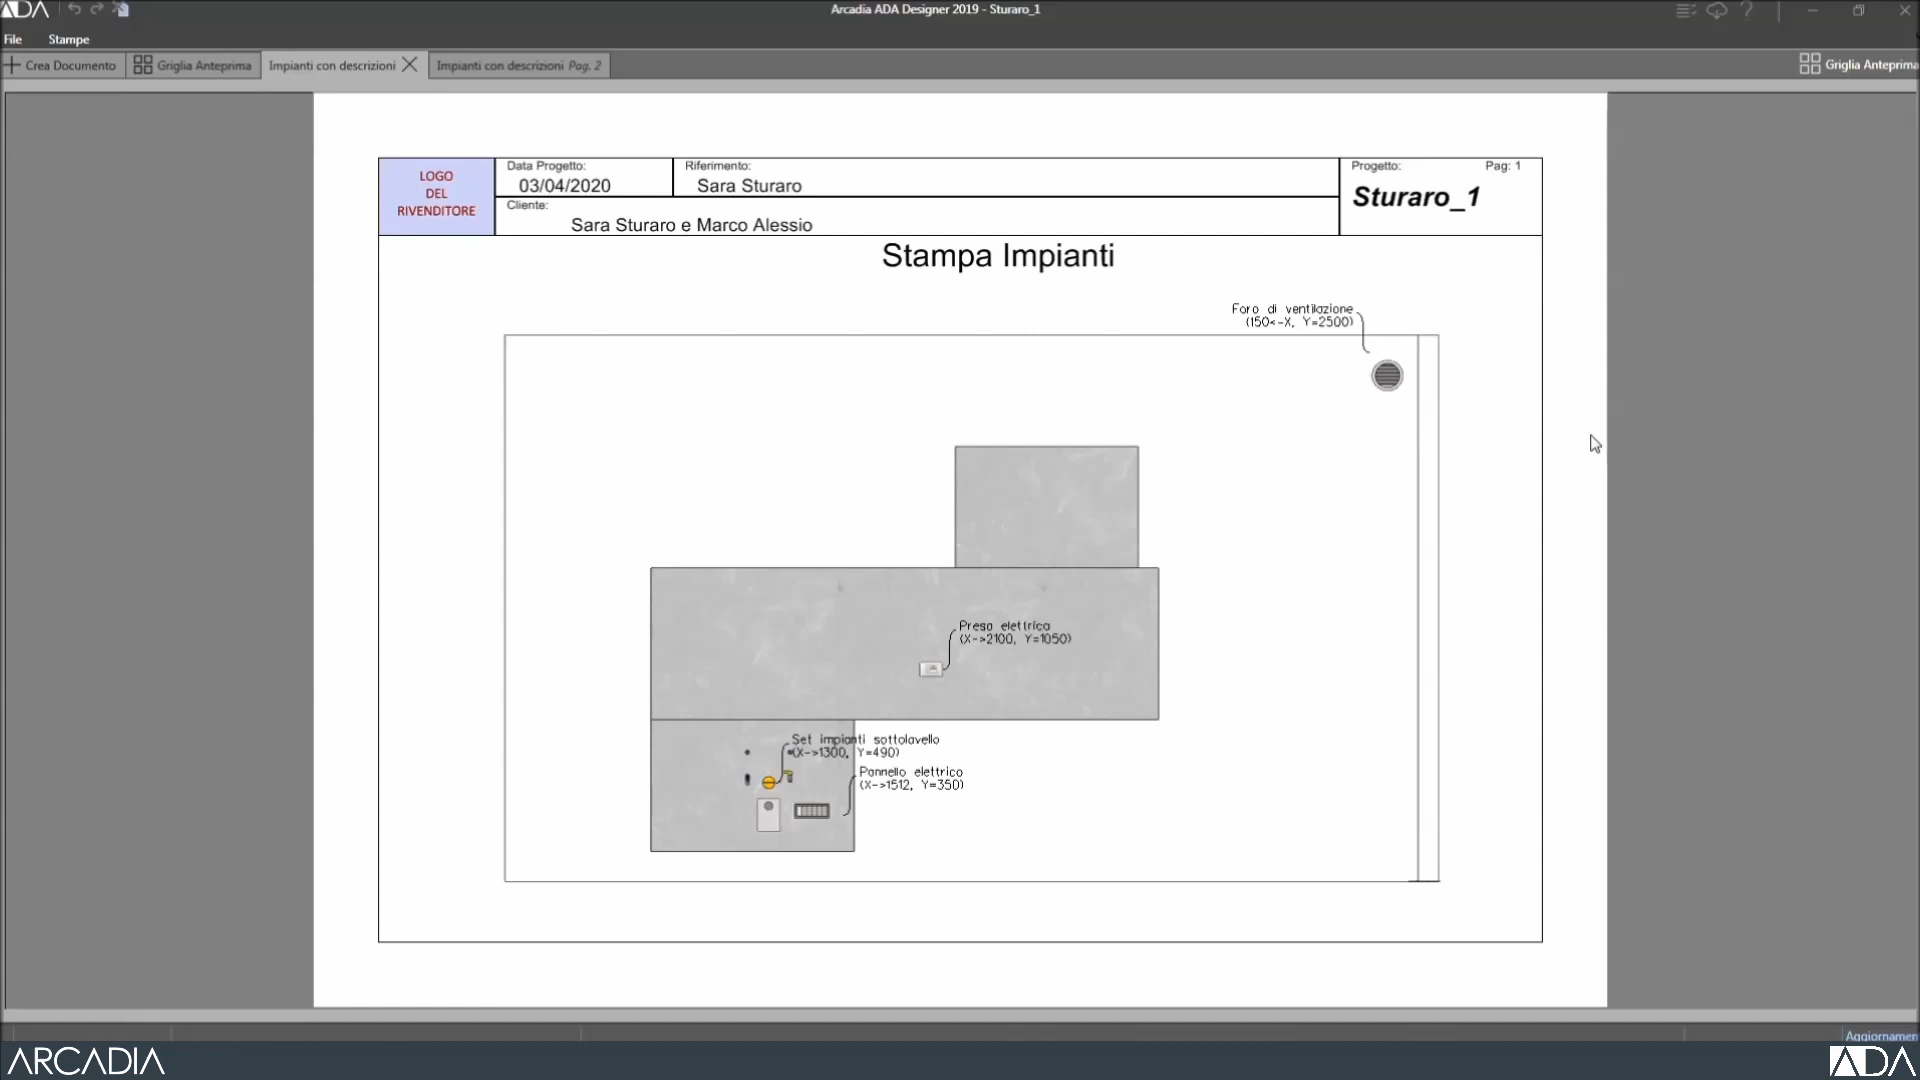 ADA
Arcadia ADA Designer 2019 - Sturaro_1
File
Stampe
Crea Documento
Griglia Anteprima
Impianti con descrizioni
Impianti con descrizioni Pag. 2
Griglia Anteprima
LOGO
DEL
RIVENDITORE
Data Progetto:
03/04/2020
Riferimento:
Sara Sturaro
Cliente:
Sara Sturaro e Marco Alessio
Progetto:
Pag: 1
Sturaro_1
Stampa Impianti
Foro di ventilazione
(150<-X, Y=2500)
Presa elettrica
(X->2100, Y=1050)
Set impianti sottolavello
(X->1300, Y=490)
Pannello elettrico
(X->1512, Y=350)
Aggiornamen
ARCADIA
ADA